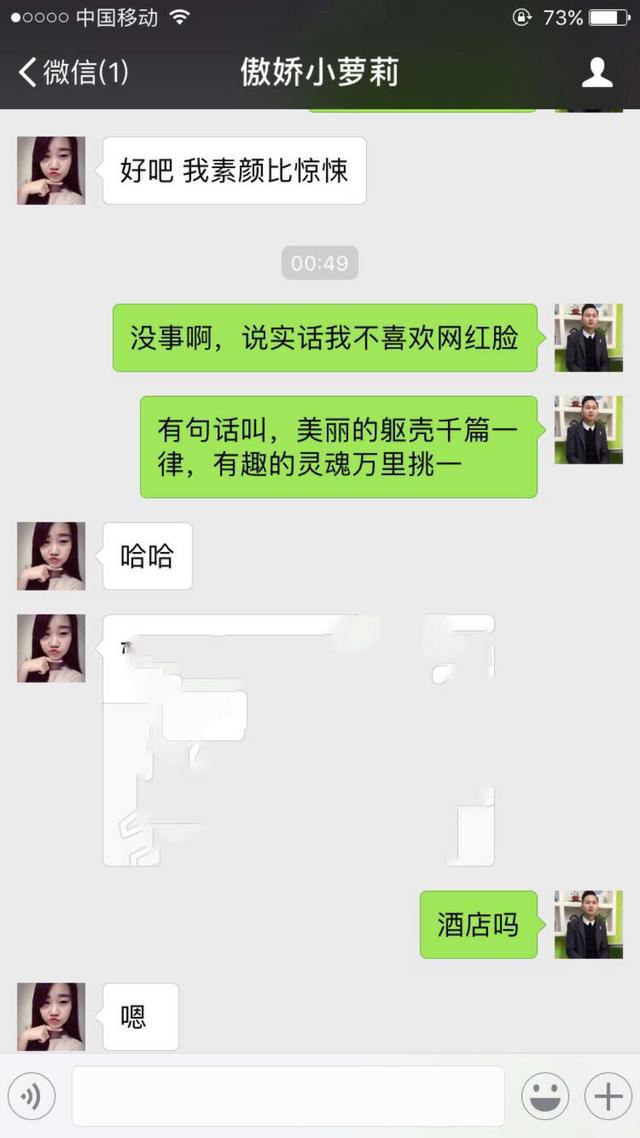 中国移动
73%
微信(1)
傲娇小萝莉
好吧 我素颜比惊悚
00:49
没事啊，说实话我不喜欢网红脸
有句话叫，美丽的躯壳千篇一
律，有趣的灵魂万里挑一
哈哈
酒店吗
嗯